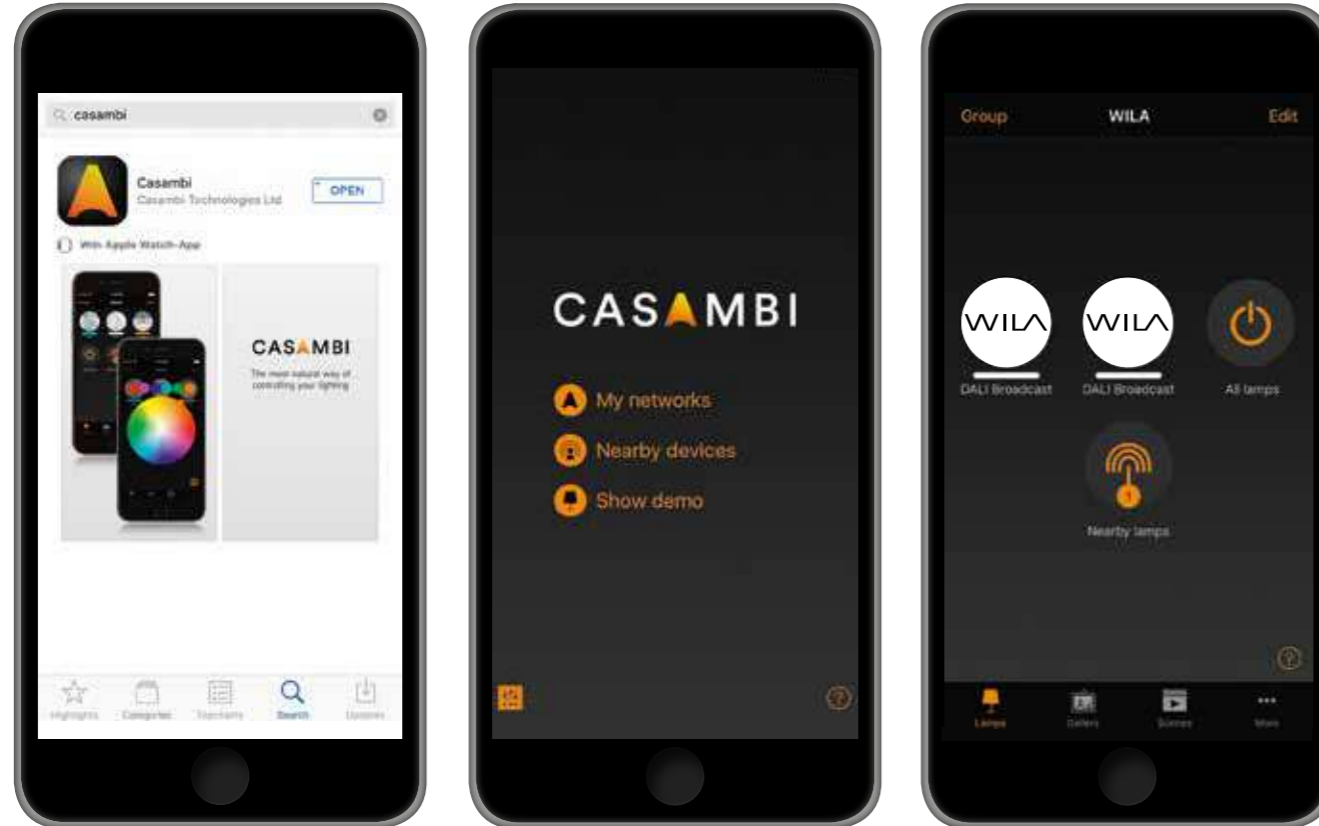 casambi
Casambi
Casambi Technologies Ltd
OPEN
With Apple Watch-App
CASAMBI
The most natural way of
controlling your lighting
Highlights
Categories
Search
Updates
CASAMBI
My networks
Nearby devices
Show demo
?
Group
WILA
Edit
WILA
WILA
DALI Broadcast
DALI Broadcast
All lamps
1
Nearby lamps
?
Lamps
Gallery
Scenes
More